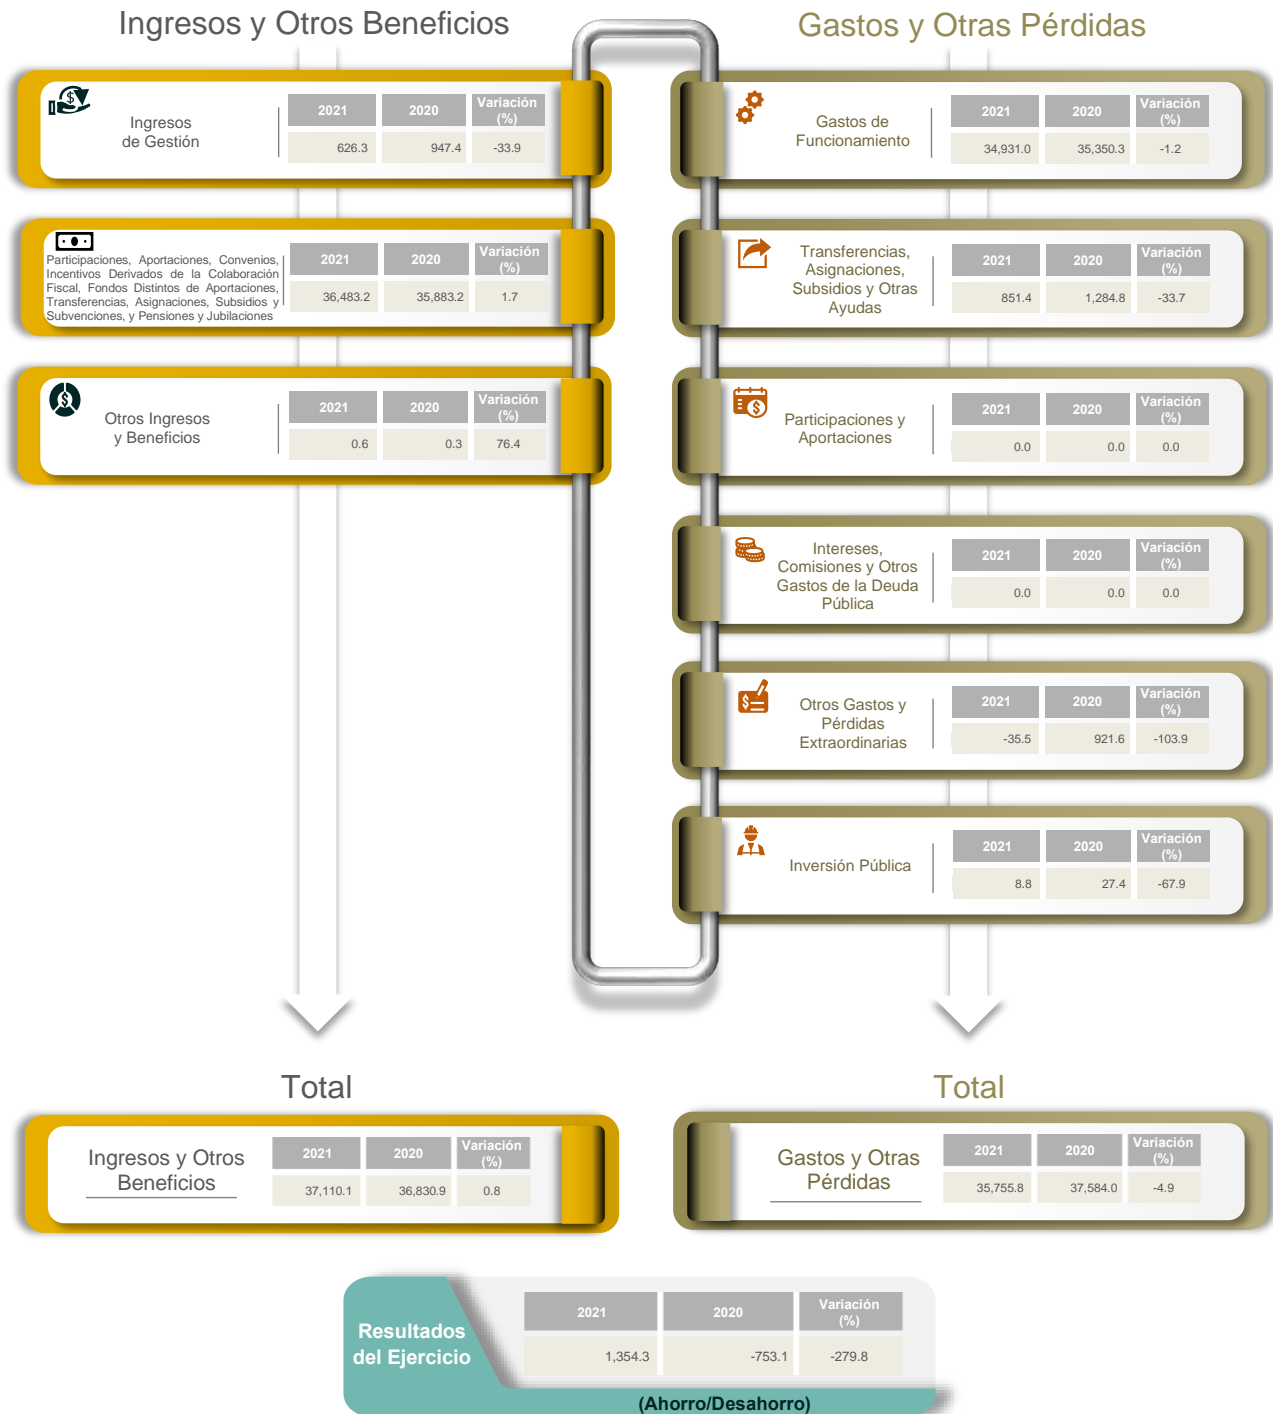 Ingresos y Otros Beneficios
Ingresos
de Gestión
2021 2020 Variación (%)
626.3 947.4 -33.9
Participaciones, Aportaciones, Convenios,
Incentivos Derivados de la Colaboración
Fiscal, Fondos Distintos de Aportaciones,
Transferencias, Asignaciones, Subsidios y
Subvenciones, y Pensiones y Jubilaciones
2021 2020 Variación (%)
36,483.2 35,883.2 1.7
Otros Ingresos
y Beneficios
2021 2020 Variación (%)
0.6 0.3 76.4
Gastos y Otras Pérdidas
Gastos de
Funcionamiento
2021 2020 Variación (%)
34,931.0 35,350.3 -1.2
Transferencias,
Asignaciones,
Subsidios y Otras
Ayudas
2021 2020 Variación (%)
851.4 1,284.8 -33.7
Participaciones y
Aportaciones
2021 2020 Variación (%)
0.0 0.0 0.0
Intereses,
Comisiones y Otros
Gastos de la Deuda
Pública
2021 2020 Variación (%)
0.0 0.0 0.0
Otros Gastos y
Pérdidas
Extraordinarias
2021 2020 Variación (%)
-35.5 921.6 -103.9
Inversión Pública
2021 2020 Variación (%)
8.8 27.4 -67.9
Total
Ingresos y Otros
Beneficios
2021 2020 Variación (%)
37,110.1 36,830.9 0.8
Total
Gastos y Otras
Pérdidas
2021 2020 Variación (%)
35,755.8 37,584.0 -4.9
Resultados
del Ejercicio
2021 2020 Variación (%)
1,354.3 -753.1 -279.8
(Ahorro/Desahorro)